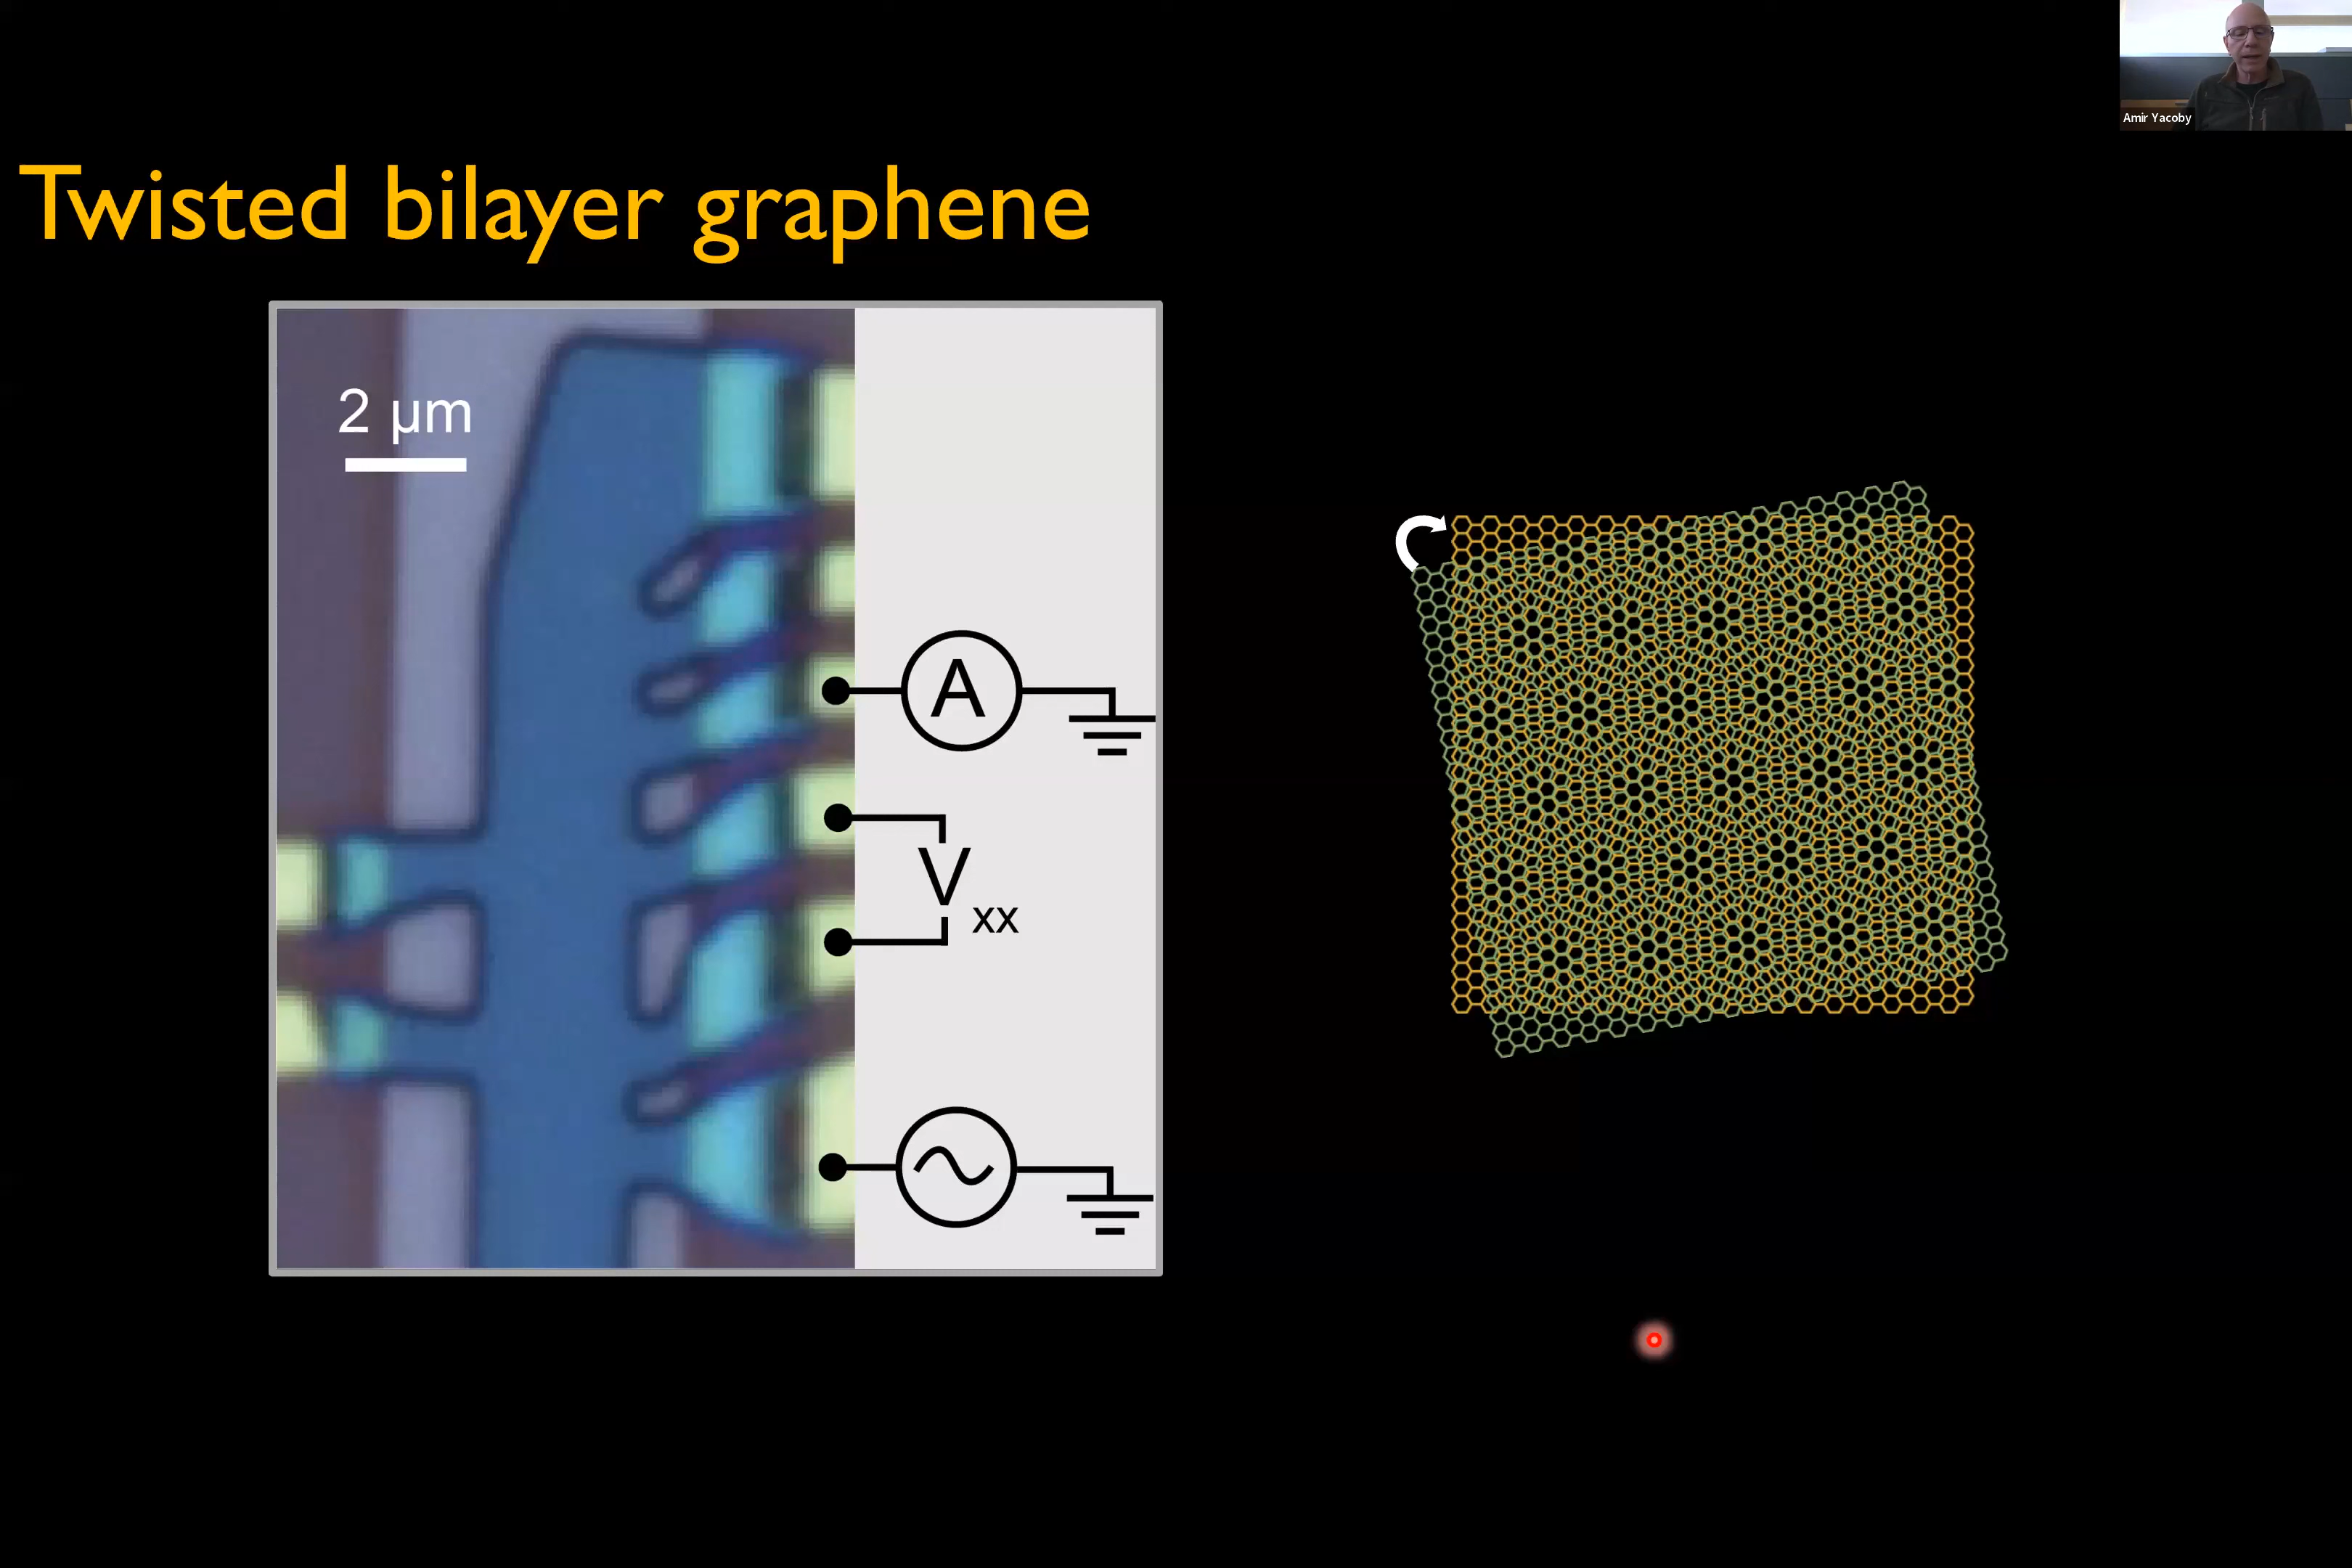 Amir Yacoby
Twisted bilayer graphene
2 µm
A
V
xx